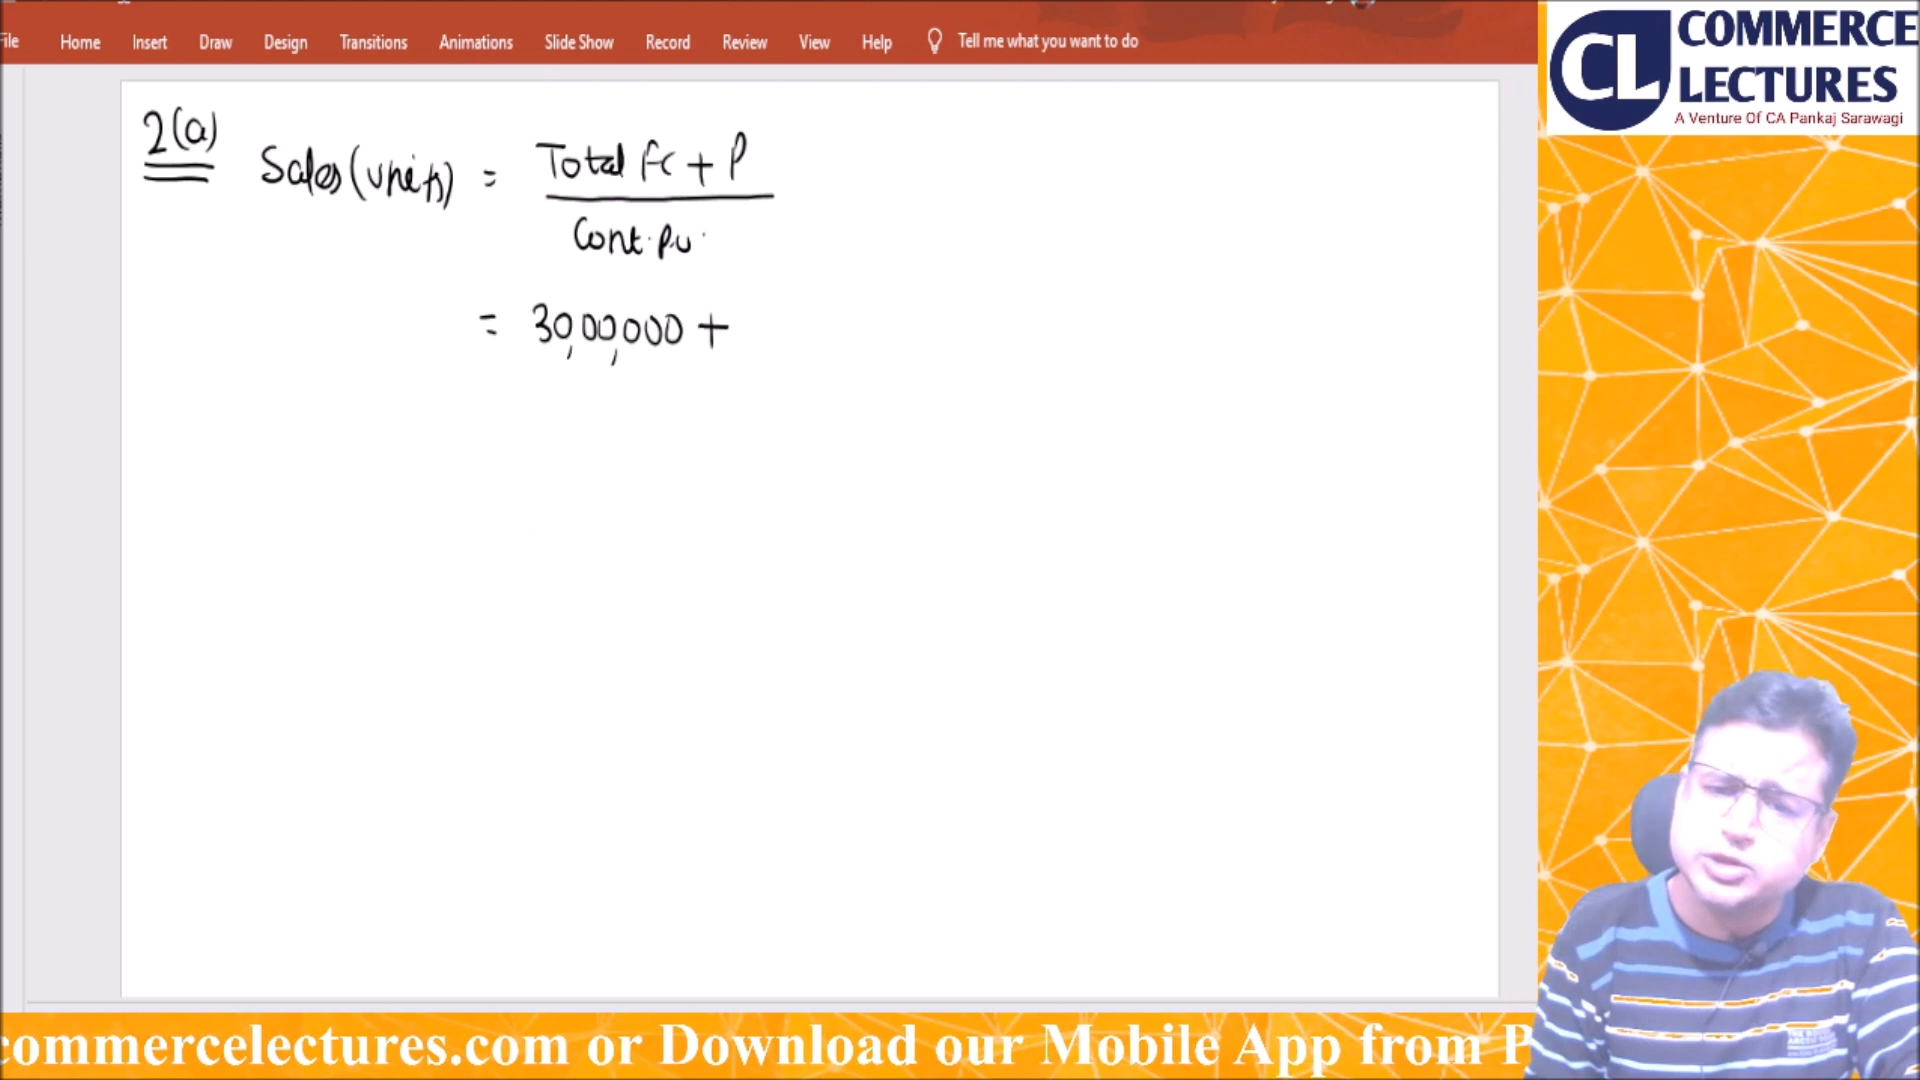 File Home Insert Draw Design Transitions Animations Slide Show Record Review View Help Tell me what you want to do
CL COMMERCE
LECTURES
A Venture Of CA Pankaj Sarawagi
2(a)
Sales(units) = Total FC + P
Cont. p.u.
= 30,00,000 +
commercelectures.com or Download our Mobile App from P